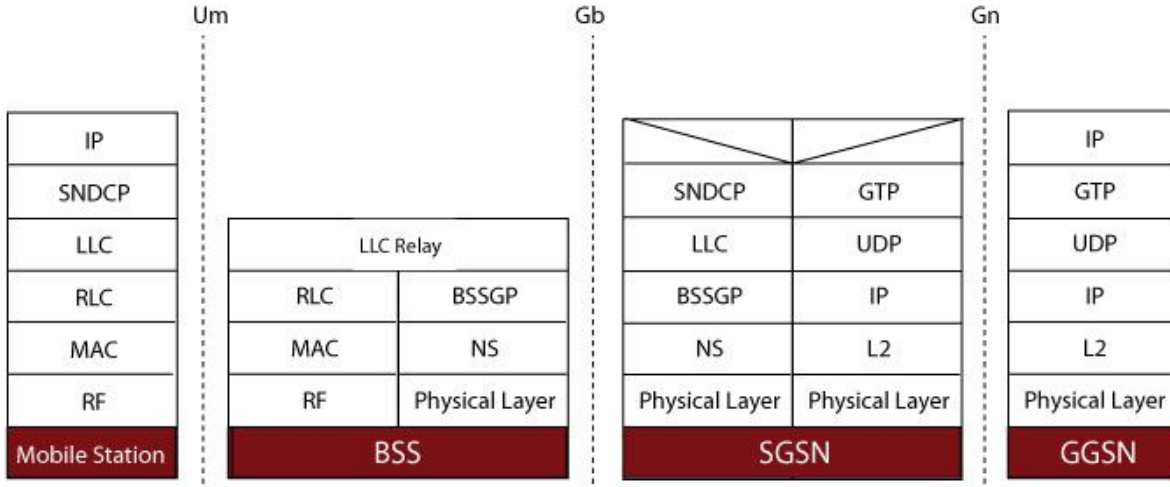 Um
Gb
Gn
IP
SNDCP
LLC
RLC
MAC
RF
Mobile Station
LLC Relay
RLC
BSSGP
MAC
NS
RF
Physical Layer
BSS
SNDCP
GTP
LLC
UDP
BSSGP
IP
NS
L2
Physical Layer
Physical Layer
SGSN
IP
GTP
UDP
IP
L2
Physical Layer
GGSN